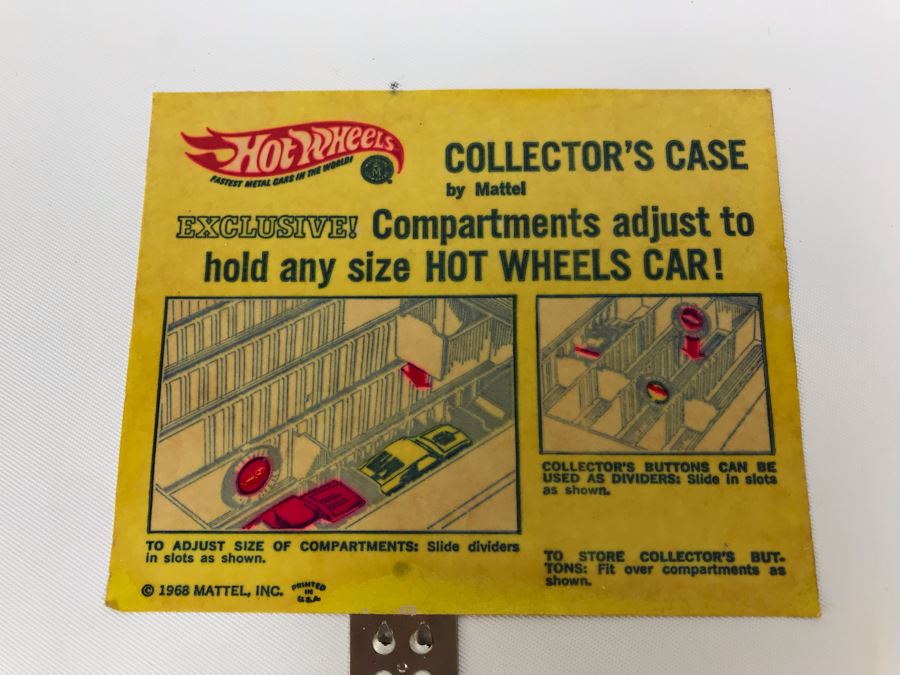 HOT WHEELS
FASTEST METAL CARS IN THE WORLD!
COLLECTOR'S CASE
by Mattel
EXCLUSIVE! Compartments adjust to
hold any size HOT WHEELS CAR!
TO ADJUST SIZE OF COMPARTMENTS: Slide dividers
in slots as shown.
COLLECTOR'S BUTTONS CAN BE
USED AS DIVIDERS: Slide in slots
as shown.
TO STORE COLLECTOR'S BUT-
TONS: Fit over compartments as
shown.
© 1968 MATTEL, INC.
PRINTED
IN
U.S.A.